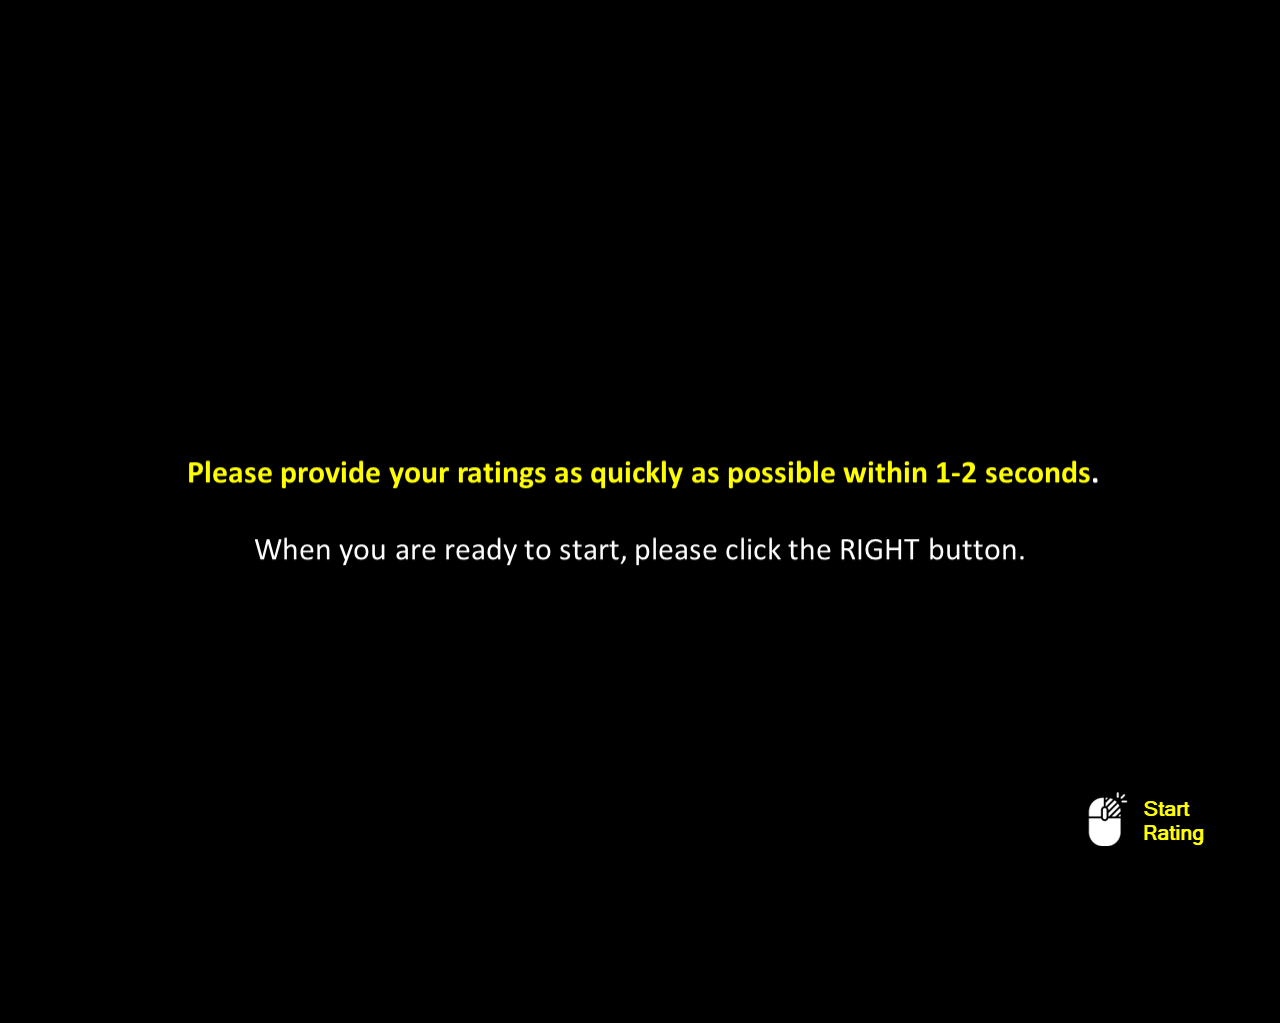 Please provide your ratings as quickly as possible within 1-2 seconds.
When you are ready to start, please click the RIGHT button.
Start
Rating